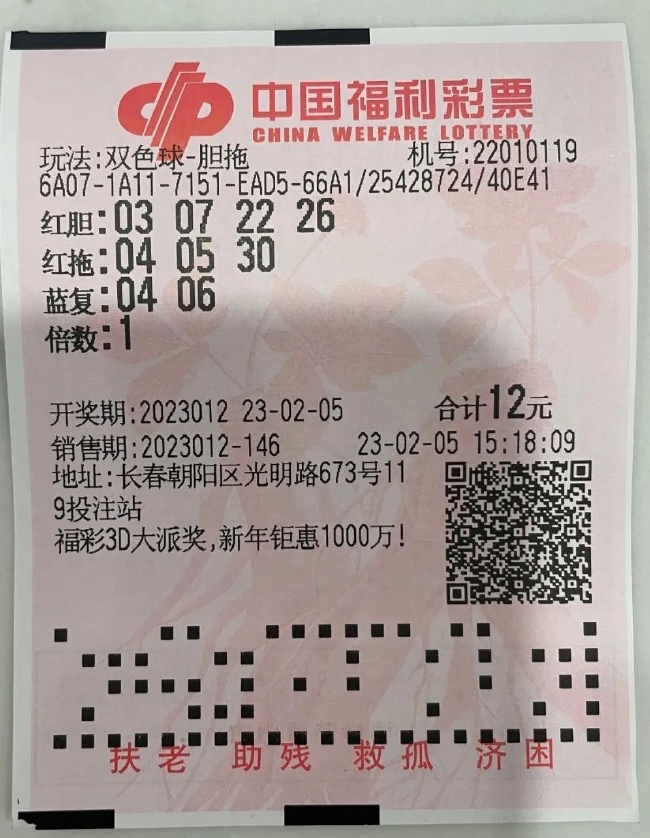 中国福利彩票
CHINA WELFARE LOTTERY
玩法:双色球-胆拖 机号:22010119
6A07-1A11-7151-EAD5-66A1/25428724/40E41
红胆:03 07 22 26
红拖:04 05 30
蓝复:04 06
倍数:1
开奖期:2023012 23-02-05 合计12元
销售期:2023012-146 23-02-05 15:18:09
地址:长春朝阳区光明路673号11
9投注站
福彩3D大派奖,新年钜惠1000万!
扶老 助残 救孤 济困